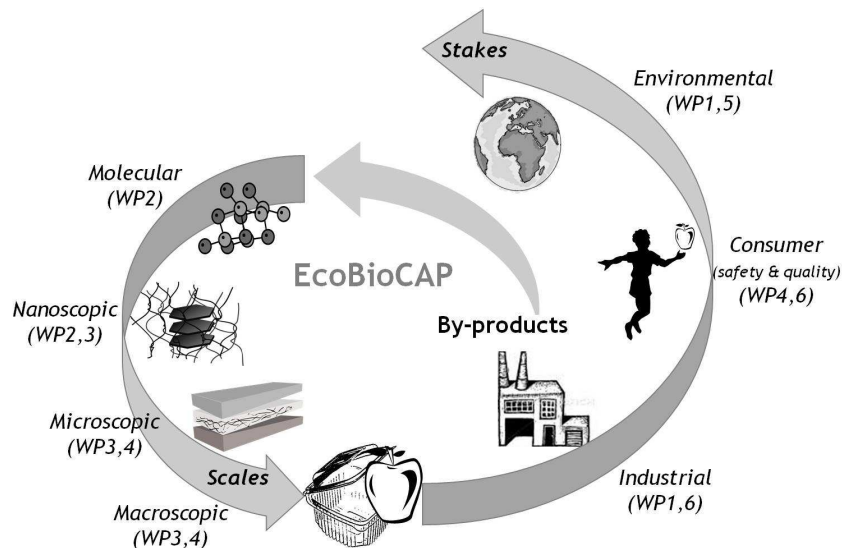 Stakes
Environmental
(WP1,5)
Molecular
(WP2)
EcoBioCAP
Consumer
(safety & quality)
(WP4,6)
Nanoscopic
(WP2,3)
By-products
Microscopic
(WP3,4)
Scales
Industrial
(WP1,6)
Macroscopic
(WP3,4)